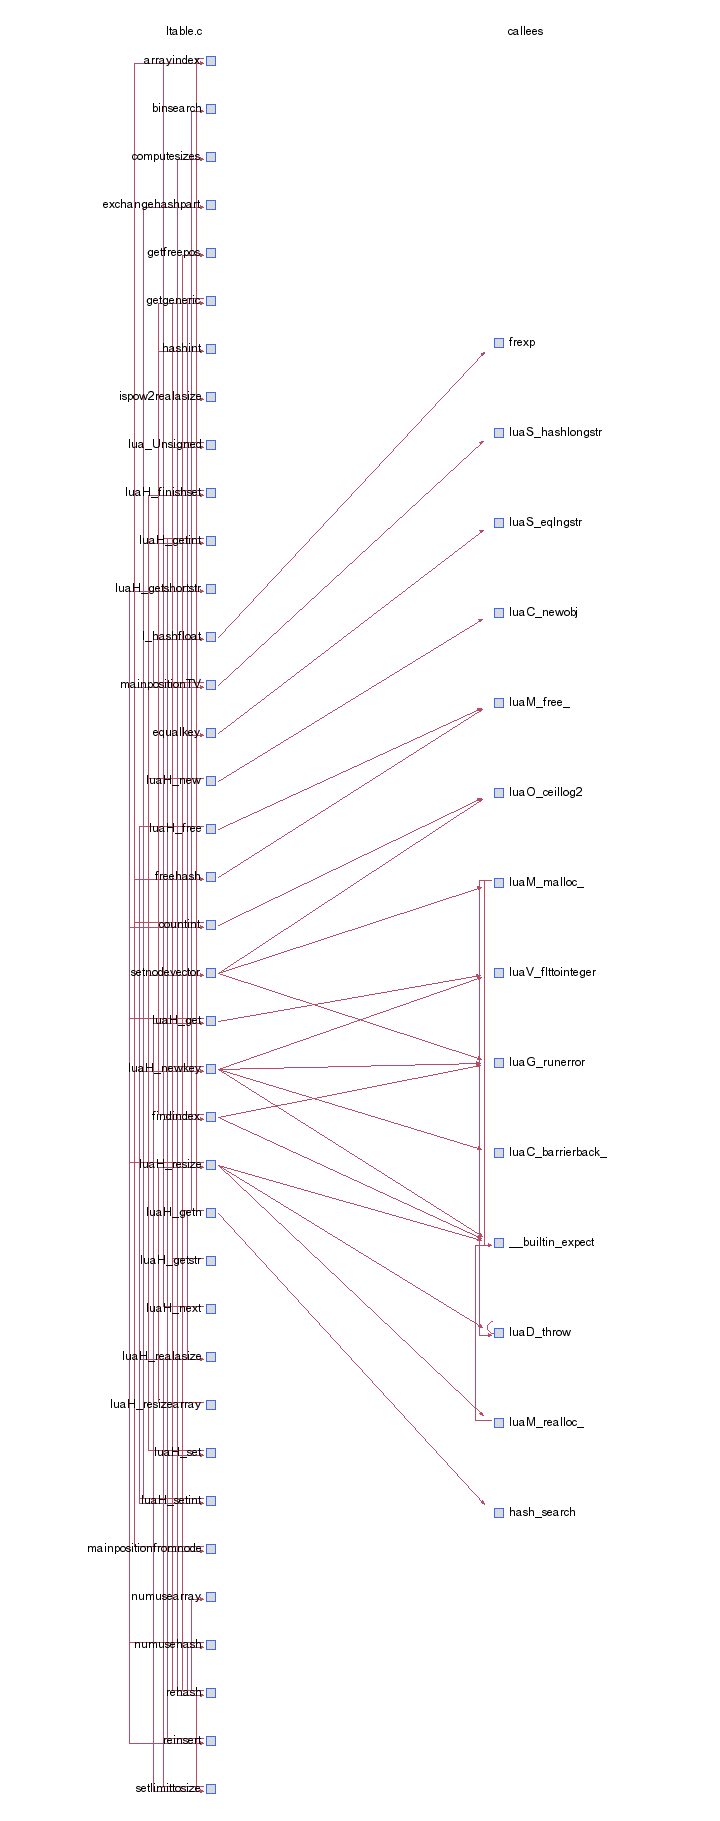 ltable.c
callees
arrayindex
binsearch
computesizes
exchangehashpart
getfreepos
getgeneric
hashint
frexp
ispow2realasize
luaS_hashlongstr
lua_Unsigned
luaH_finishset
luaS_eqlngstr
luaH_getint
luaH_getshortstr
luaC_newobj
l_hashfloat
mainpositionTV
luaM_free_
equalkey
luaH_new
luaO_ceillog2
luaH_free
freehash
luaM_malloc_
countint
setnodevector
luaV_flttointeger
luaH_get
luaH_newkey
luaG_runerror
findindex
luaC_barrierback_
luaH_resize
luaH_getn
__builtin_expect
luaH_getstr
luaH_next
luaD_throw
luaH_realasize
luaH_resizearray
luaM_realloc_
luaH_set
luaH_setint
hash_search
mainpositionfromnode
numusearray
numusehash
rehash
reinsert
setlimittosize